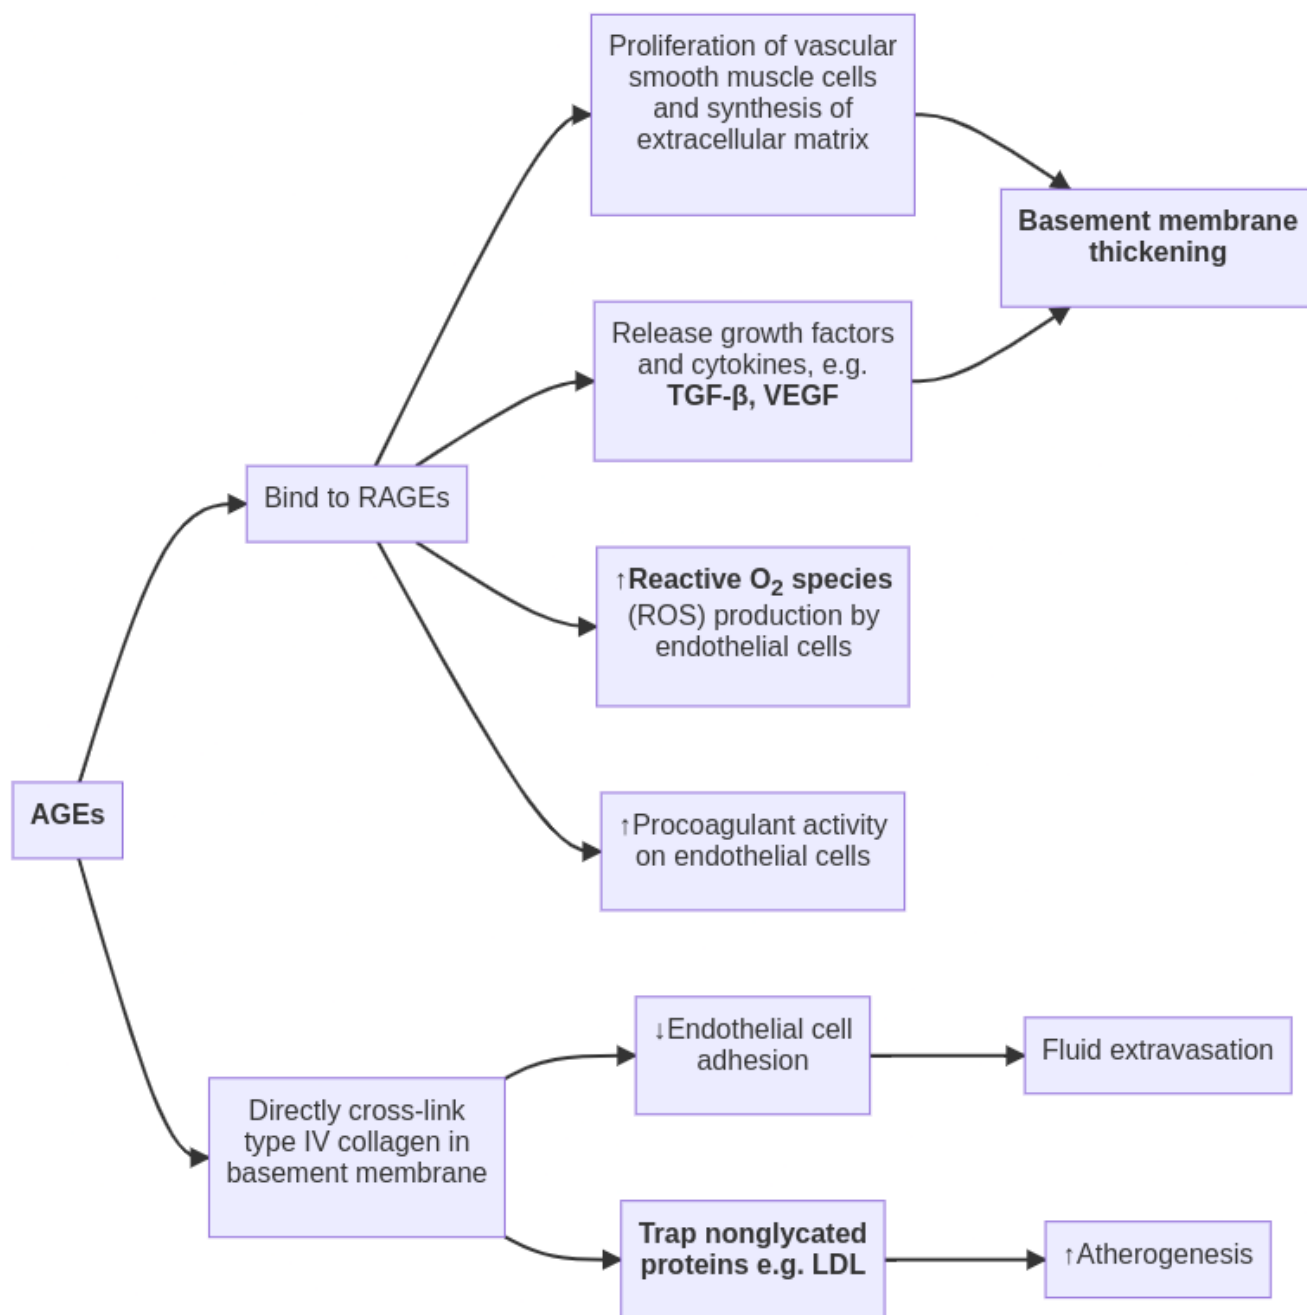 Proliferation of vascular
smooth muscle cells
and synthesis of
extracellular matrix
Basement membrane
thickening
Release growth factors
and cytokines, e.g.
TGF-β, VEGF
Bind to RAGEs
↑Reactive O₂ species
(ROS) production by
endothelial cells
AGEs
↑Procoagulant activity
on endothelial cells
↓Endothelial cell
adhesion
Fluid extravasation
Directly cross-link
type IV collagen in
basement membrane
Trap nonglycated
proteins e.g. LDL
↑Atherogenesis